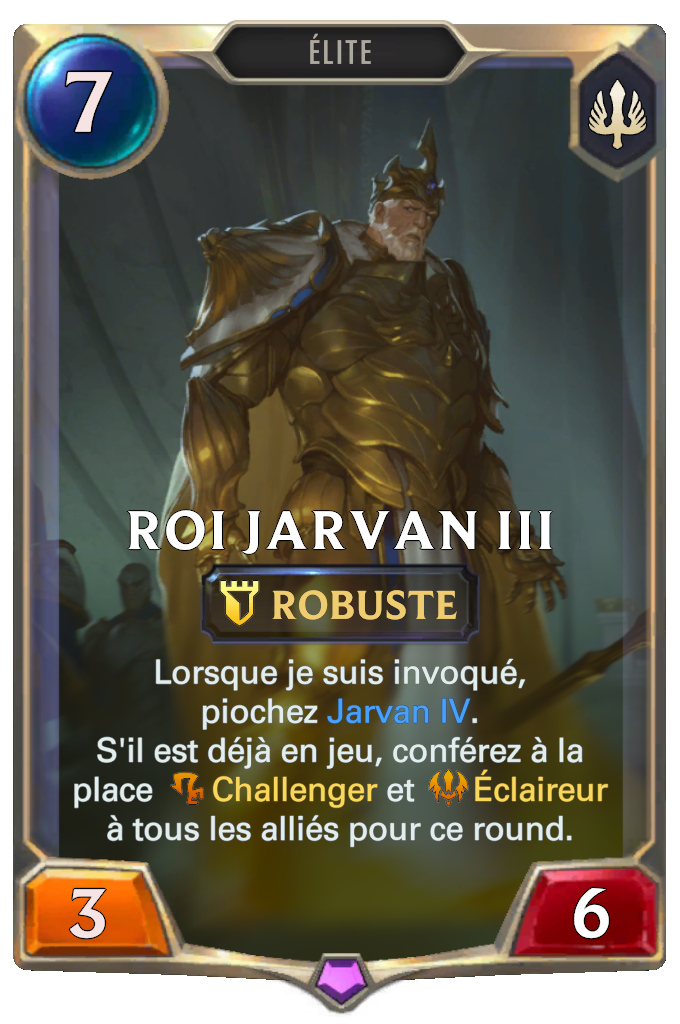 ÉLITE
7
ROI JARVAN III
ROBUSTE
Lorsque je suis invoqué,
piochez Jarvan IV.
S'il est déjà en jeu, conférez à la
place Challenger et Éclaireur
à tous les alliés pour ce round.
3
6